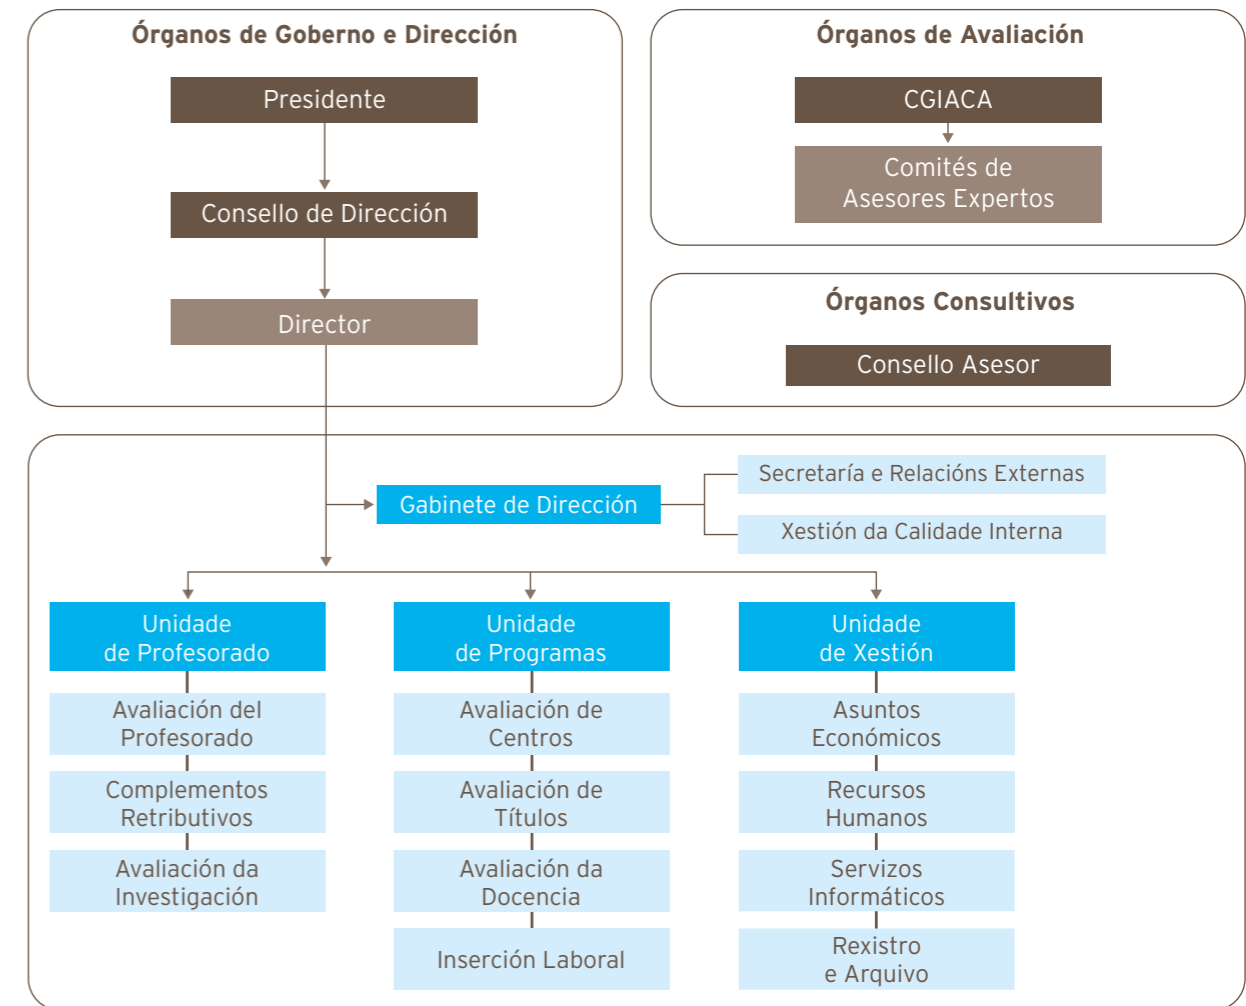 Órganos de Goberno e Dirección
Presidente
Consello de Dirección
Director
Órganos de Avaliación
CGIACA
Comités de
Asesores Expertos
Órganos Consultivos
Consello Asesor
Gabinete de Dirección
Secretaría e Relacións Externas
Xestión da Calidade Interna
Unidade
de Profesorado
Avaliación del
Profesorado
Complementos
Retributivos
Avaliación da
Investigación
Unidade
de Programas
Avaliación de
Centros
Avaliación de
Títulos
Avaliación da
Docencia
Inserción Laboral
Unidade
de Xestión
Asuntos
Económicos
Recursos
Humanos
Servizos
Informáticos
Rexistro
e Arquivo